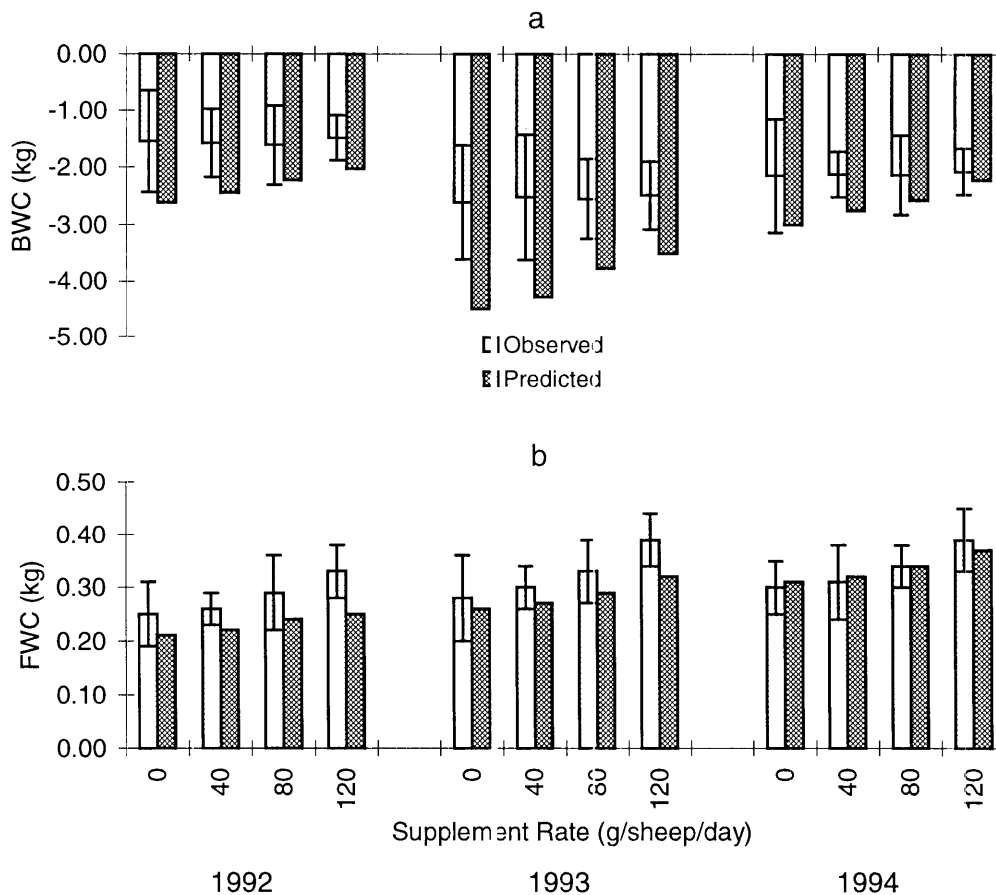 a
0.00
-1.00
-2.00
-3.00
-4.00
-5.00
BWC (kg)
Observed
Predicted
b
0.50
0.40
0.30
0.20
0.10
0.00
FWC (kg)
0 40 80 120 0 40 80 120 0 40 80 120
Supplement Rate (g/sheep/day)
1992 1993 1994